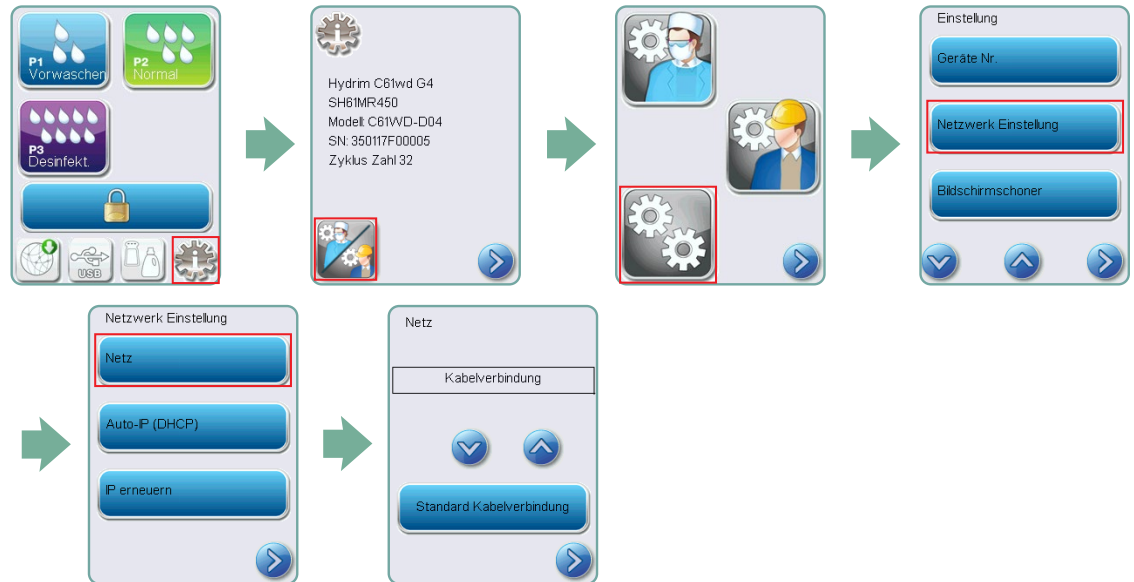 P1
Vorwaschen
P2
Normal
P3
Desinfekt.
USB
Hydrim C61wd G4
SH61MR450
Modell: C61WD-D04
SN: 350117F00005
Zyklus Zahl 32
Einstellung
Geräte Nr.
Netzwerk Einstellung
Bildschirmschoner
Netzwerk Einstellung
Netz
Auto-IP (DHCP)
IP erneuern
Netz
Kabelverbindung
Standard Kabelverbindung